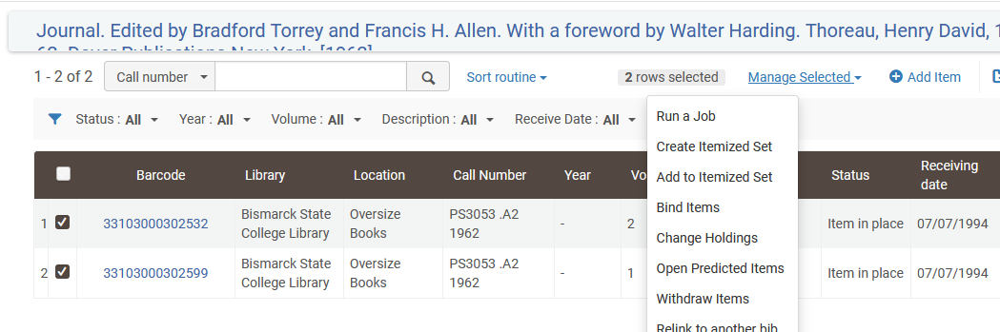 Journal. Edited by Bradford Torrey and Francis H. Allen. With a foreword by Walter Harding. Thoreau, Henry David, 1
62. Dover Publications New York. [1962]
1 - 2 of 2 Call number Sort routine 2 rows selected Manage Selected Add Item
Status : All Year : All Volume : All Description : All Receive Date : All
Run a Job
Create Itemized Set
Add to Itemized Set
Bind Items
Change Holdings
Open Predicted Items
Withdraw Items
Relink to another bib
Barcode Library Location Call Number Year Vo Status Receiving
date
1 33103000302532 Bismarck State
College Library Oversize
Books PS3053 .A2
1962 - 2 Item in place 07/07/1994
2 33103000302599 Bismarck State
College Library Oversize
Books PS3053 .A2
1962 - 1 Item in place 07/07/1994